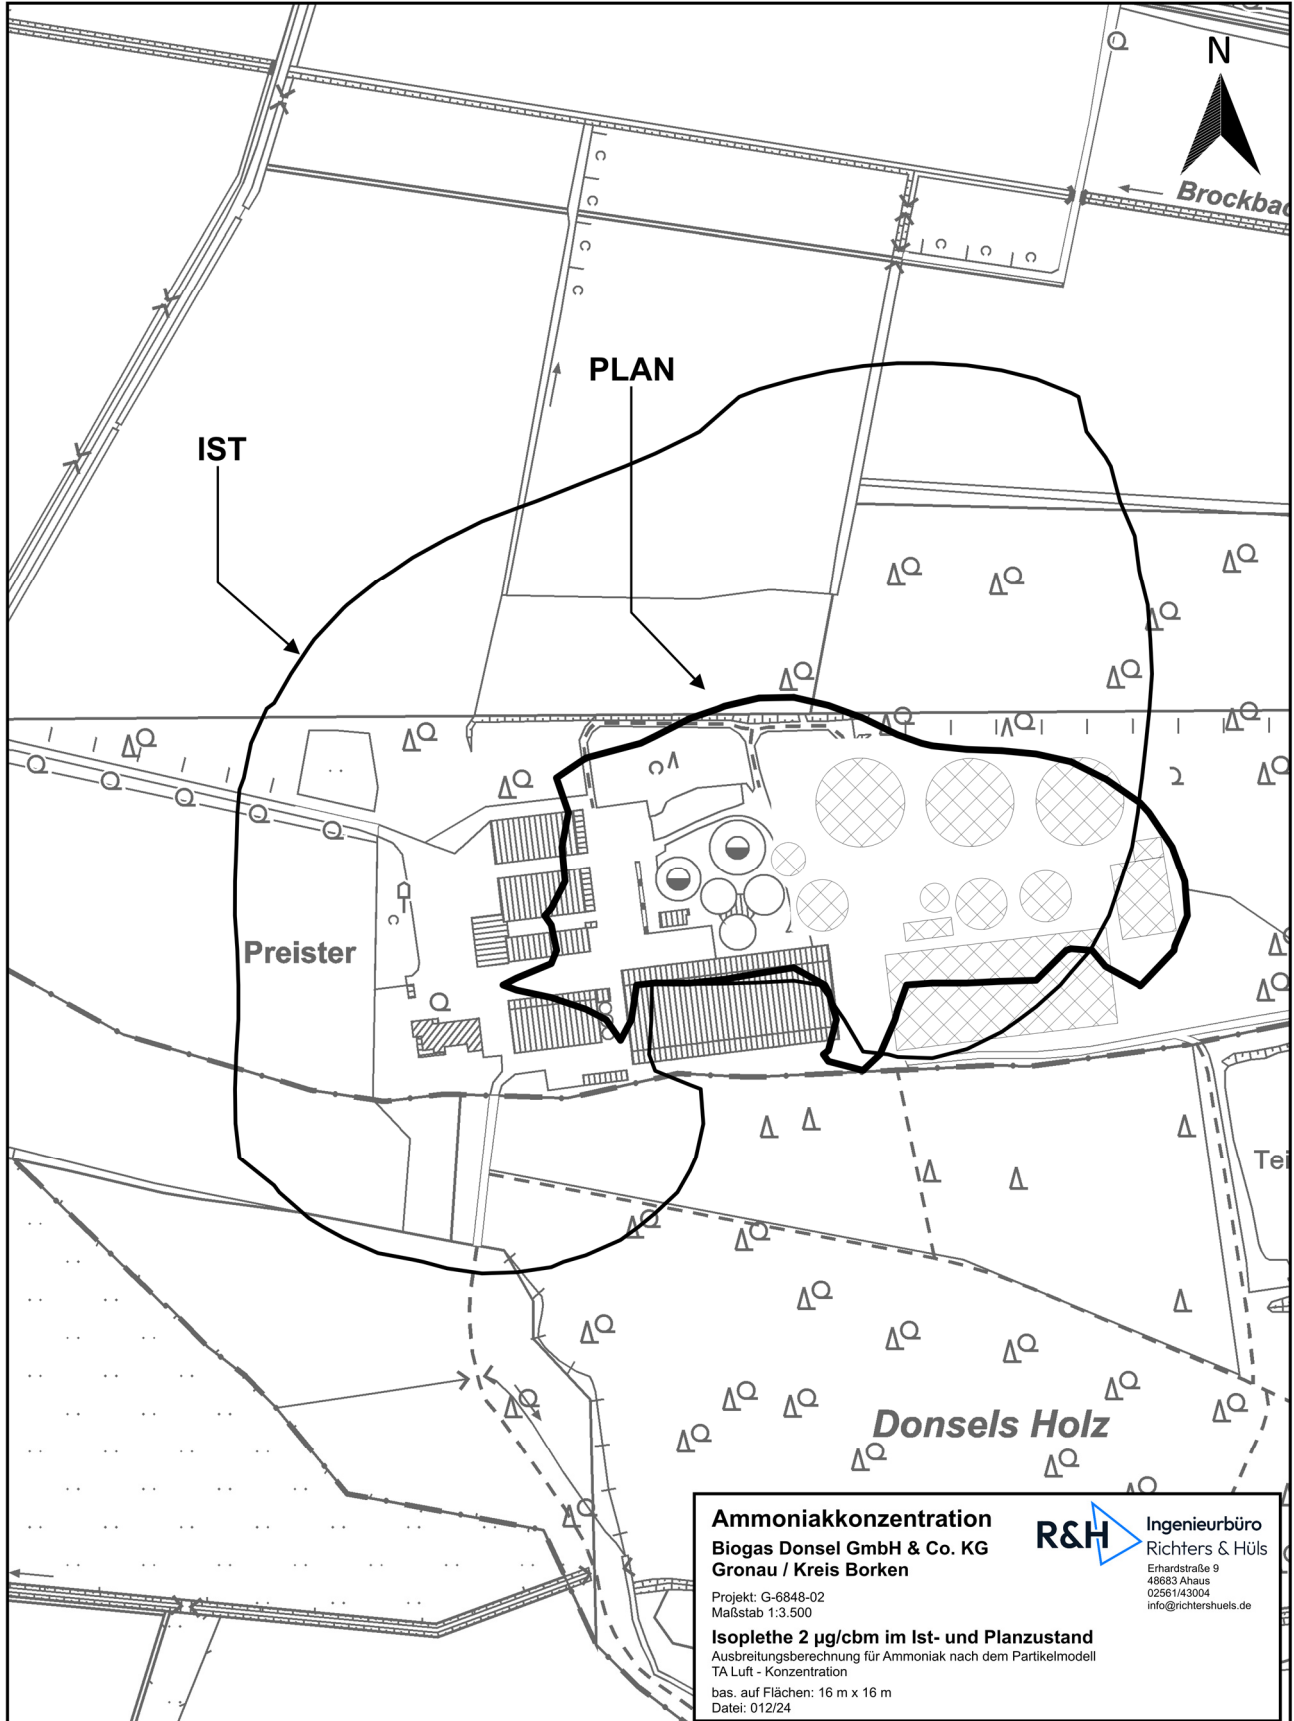 N
Brockbac
PLAN
IST
Preister
Tei
Donsels Holz
Ammoniakkonzentration
Biogas Donsel GmbH & Co. KG
Gronau / Kreis Borken
Projekt: G-6848-02
Maßstab 1:3.500
Isoplethe 2 µg/cbm im Ist- und Planzustand
Ausbreitungsberechnung für Ammoniak nach dem Partikelmodell
TA Luft - Konzentration
bas. auf Flächen: 16 m x 16 m
Datei: 012/24
R&H
Ingenieurbüro
Richters & Hüls
Erhardstraße 9
48683 Ahaus
02561/43004
info@richtershuels.de